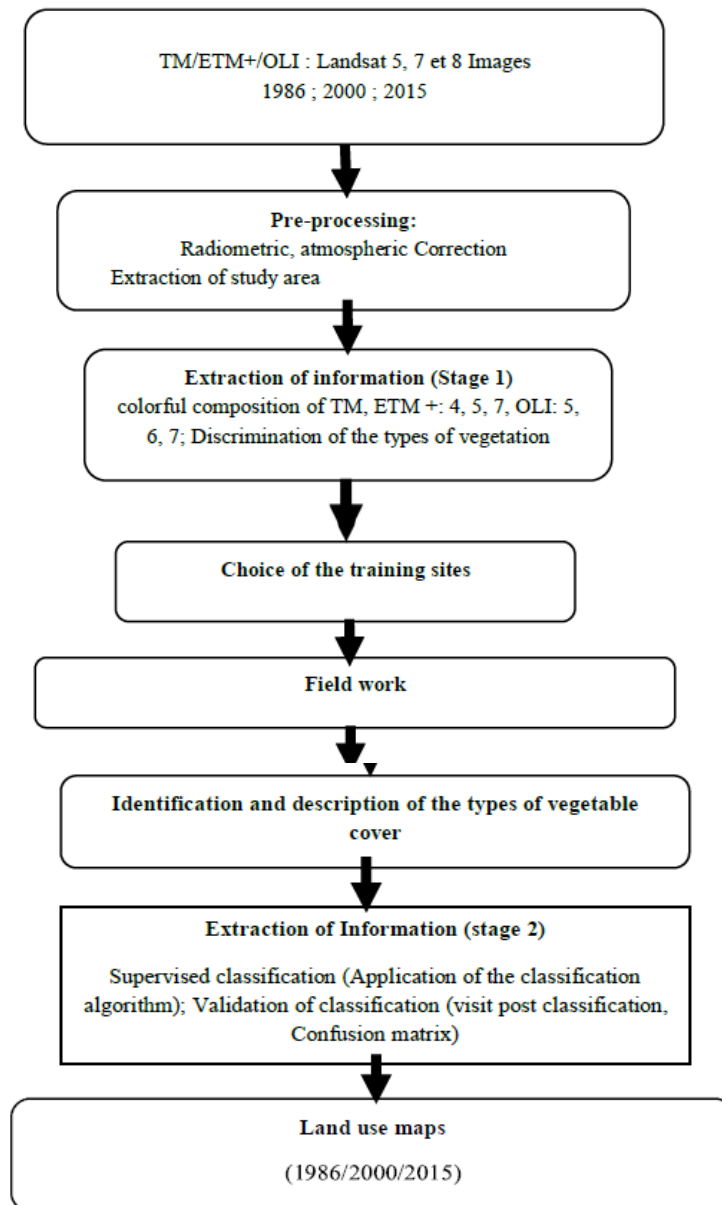 TM/ETM+/OLI : Landsat 5, 7 et 8 Images
1986 ; 2000 ; 2015
Pre-processing:
Radiometric, atmospheric Correction
Extraction of study area
Extraction of information (Stage 1)
colorful composition of TM, ETM +: 4, 5, 7, OLI: 5,
6, 7; Discrimination of the types of vegetation
Choice of the training sites
Field work
Identification and description of the types of vegetable
cover
Extraction of Information (stage 2)
Supervised classification (Application of the classification
algorithm); Validation of classification (visit post classification,
Confusion matrix)
Land use maps
(1986/2000/2015)